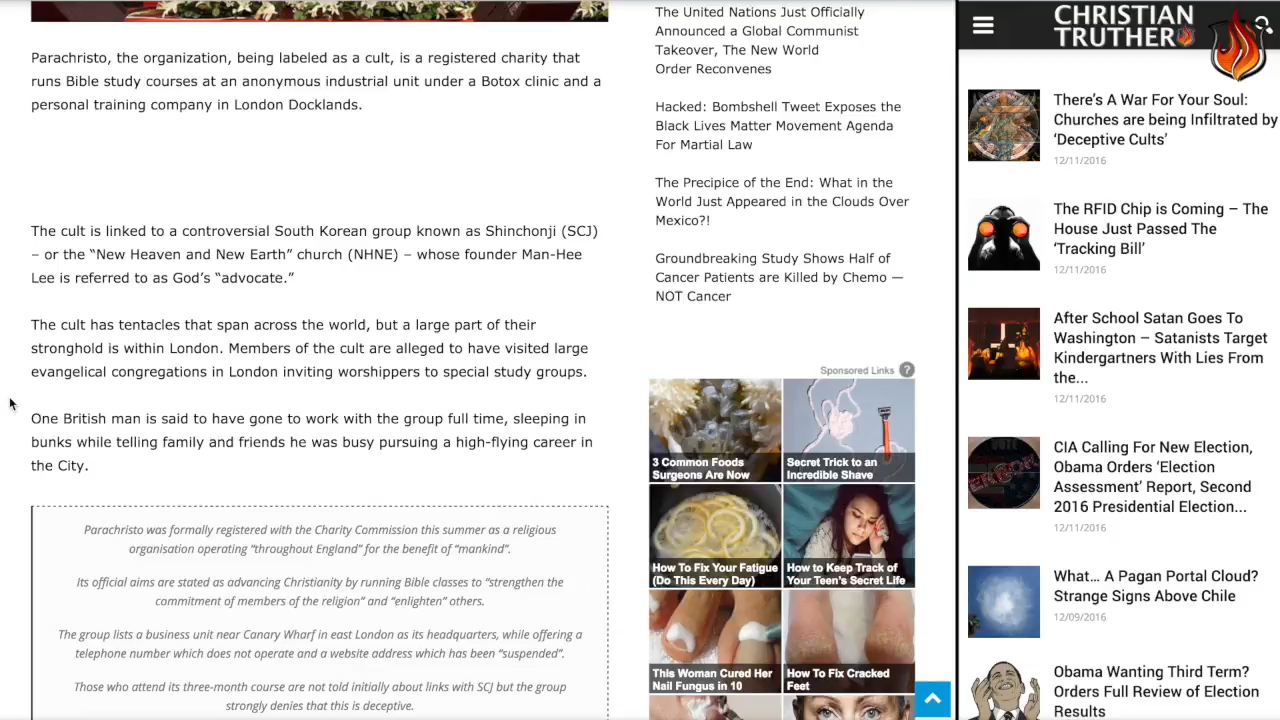 Parachristo, the organization, being labeled as a cult, is a registered charity that
runs Bible study courses at an anonymous industrial unit under a Botox clinic and a
personal training company in London Docklands.
The cult is linked to a controversial South Korean group known as Shinchonji (SCJ)
– or the “New Heaven and New Earth” church (NHNE) – whose founder Man-Hee
Lee is referred to as God’s “advocate.”
The cult has tentacles that span across the world, but a large part of their
stronghold is within London. Members of the cult are alleged to have visited large
evangelical congregations in London inviting worshippers to special study groups.
One British man is said to have gone to work with the group full time, sleeping in
bunks while telling family and friends he was busy pursuing a high-flying career in
the City.
Parachristo was formally registered with the Charity Commission this summer as a religious
organisation operating “throughout England” for the benefit of “mankind”.
Its official aims are stated as advancing Christianity by running Bible classes to “strengthen the
commitment of members of the religion” and “enlighten” others.
The group lists a business unit near Canary Wharf in east London as its headquarters, while offering a
telephone number which does not operate and a website address which has been “suspended”.
Those who attend its three-month course are not told initially about links with SCJ but the group
strongly denies that this is deceptive.
The United Nations Just Officially
Announced a Global Communist
Takeover, The New World
Order Reconvenes
Hacked: Bombshell Tweet Exposes the
Black Lives Matter Movement Agenda
For Martial Law
The Precipice of the End: What in the
World Just Appeared in the Clouds Over
Mexico?!
Groundbreaking Study Shows Half of
Cancer Patients are Killed by Chemo —
NOT Cancer
Sponsored Links ?
3 Common Foods
Surgeons Are Now
Secret Trick to an
Incredible Shave
How To Fix Your Fatigue
(Do This Every Day)
How to Keep Track of
Your Teen's Secret Life
This Woman Cured Her
Nail Fungus in 10
How To Fix Cracked
Feet
CHRISTIAN
TRUTHER
There’s A War For Your Soul:
Churches are being Infiltrated by
‘Deceptive Cults’
12/11/2016
The RFID Chip is Coming – The
House Just Passed The
‘Tracking Bill’
12/11/2016
After School Satan Goes To
Washington – Satanists Target
Kindergartners With Lies From
the...
12/11/2016
CIA Calling For New Election,
Obama Orders ‘Election
Assessment’ Report, Second
2016 Presidential Election...
12/11/2016
What… A Pagan Portal Cloud?
Strange Signs Above Chile
12/09/2016
Obama Wanting Third Term?
Orders Full Review of Election
Results